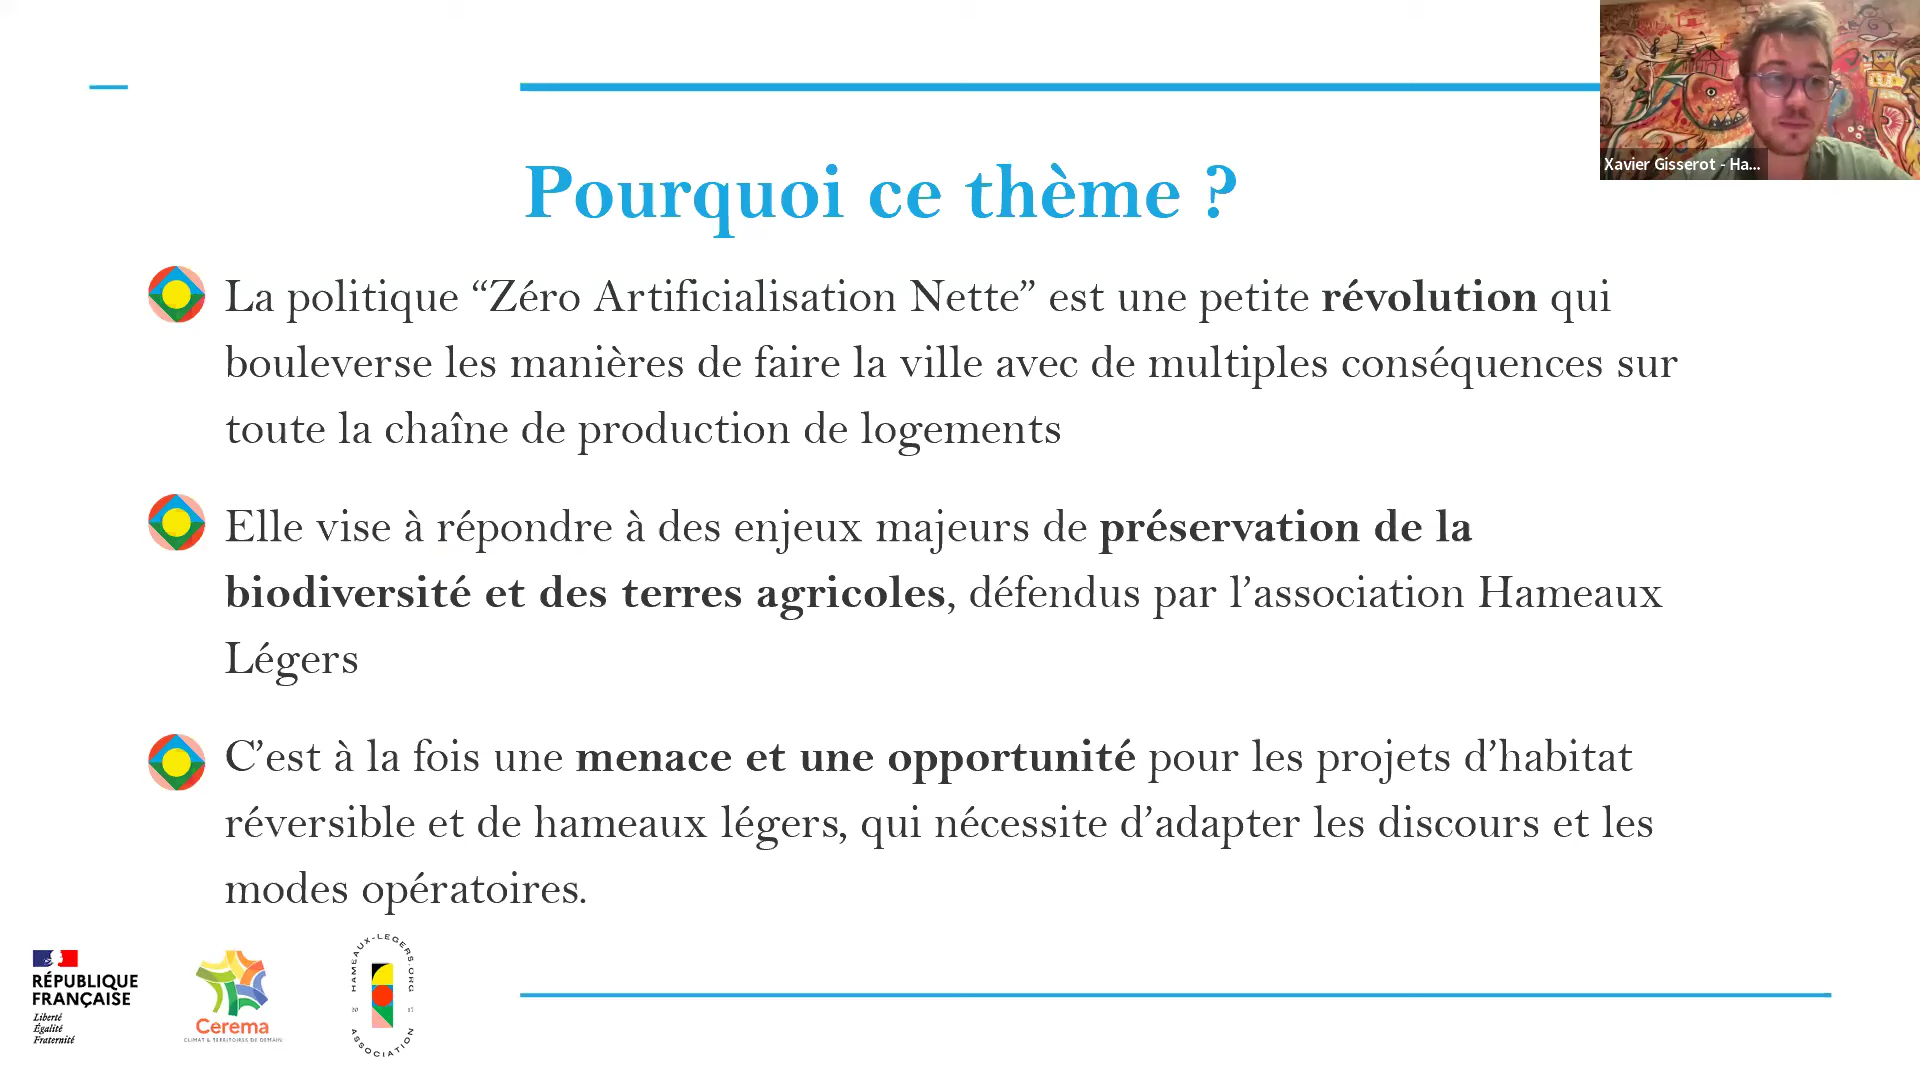 Xavier Gisserot - Ha...
Pourquoi ce thème ?
La politique “Zéro Artificialisation Nette” est une petite révolution qui
bouleverse les manières de faire la ville avec de multiples conséquences sur
toute la chaîne de production de logements
Elle vise à répondre à des enjeux majeurs de préservation de la
biodiversité et des terres agricoles, défendus par l’association Hameaux
Légers
C’est à la fois une menace et une opportunité pour les projets d’habitat
réversible et de hameaux légers, qui nécessite d’adapter les discours et les
modes opératoires.
RÉPUBLIQUE
FRANÇAISE
Liberté
Égalité
Fraternité
Cerema
CLIMAT & TERRITOIRES DE DEMAIN
HAMEAUX-LEGERS.ORG
20 17
ASSOCIATION